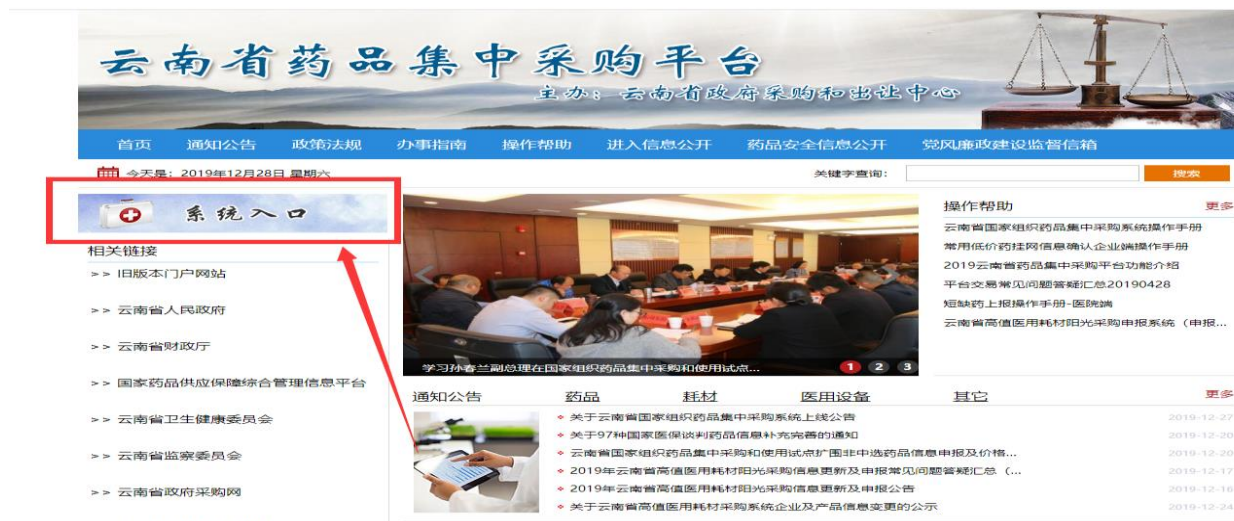 云南省药品集中采购平台
主办：云南省政府采购和出让中心
首页 通知公告 政策法规 办事指南 操作帮助 进入信息公开 药品安全信息公开 党风廉政建设监督信箱
今天是：2019年12月28日 星期六 关键字查询： 搜索
系统入口
相关链接
>> 旧版本门户网站
>> 云南省人民政府
>> 云南省财政厅
>> 国家药品供应保障综合管理信息平台
>> 云南省卫生健康委员会
>> 云南省监察委员会
>> 云南省政府采购网
学习孙春兰副总理在国家组织药品集中采购和使用试点... 1 2 3
操作帮助 更多
云南省国家组织药品集中采购系统操作手册
常用低价药挂网信息确认企业端操作手册
2019云南省药品集中采购平台功能介绍
平台交易常见问题答疑汇总20190428
短缺药上报操作手册-医院端
云南省高值医用耗材阳光采购申报系统（申报...
通知公告 药品 耗材 医用设备 其它 更多
关于云南省国家组织药品集中采购系统上线公告 2019-12-27
关于97种国家医保谈判药品信息补充完善的通知 2019-12-20
云南省国家组织药品集中采购和使用试点扩围非中选药品信息申报及价格... 2019-12-20
2019年云南省高值医用耗材阳光采购信息更新及申报常见问题答疑汇总（... 2019-12-17
2019年云南省高值医用耗材阳光采购信息更新及申报公告 2019-12-16
关于云南省高值医用耗材采购系统企业及产品信息变更的公示 2019-12-24